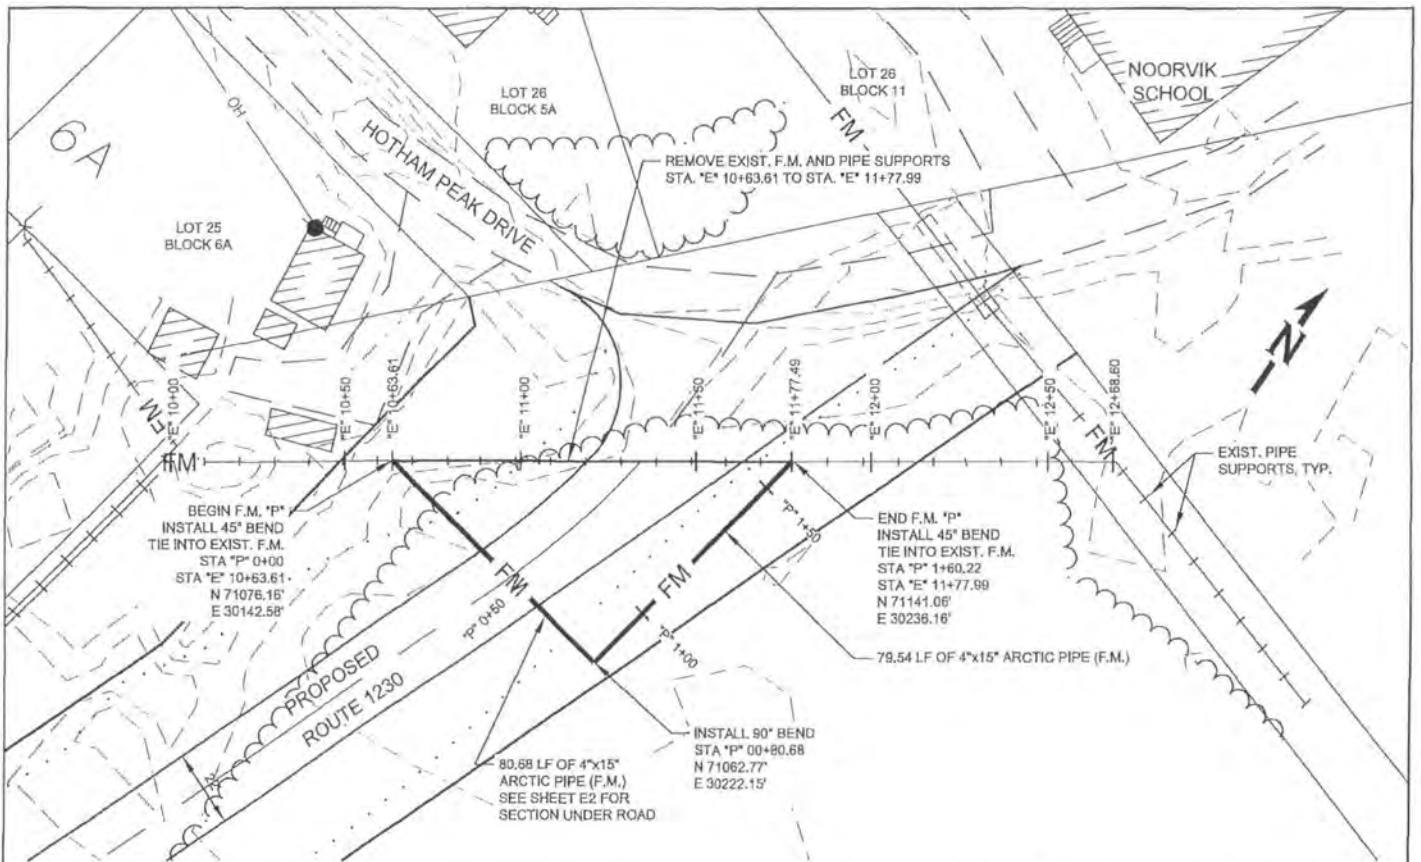 NOORVIK
SCHOOL
LOT 26
BLOCK 11
LOT 26
BLOCK 5A
6A
OH
HOTHAM PEAK DRIVE
FM
REMOVE EXIST. F.M. AND PIPE SUPPORTS
STA. "E" 10+63.61 TO STA. "E" 11+77.99
LOT 25
BLOCK 6A
N
FM
"E" 10+00
"E" 10+50
"E" 10+63.61
"E" 11+00
"E" 11+50
"E" 11+77.49
"E" 12+00
"E" 12+50
"E" 12+68.60
FM
FM
EXIST. PIPE
SUPPORTS, TYP.
BEGIN F.M. "P"
INSTALL 45° BEND
TIE INTO EXIST. F.M.
STA "P" 0+00
STA "E" 10+63.61
N 71076.16'
E 30142.58'
"P" 1+50
END F.M. "P"
INSTALL 45° BEND
TIE INTO EXIST. F.M.
STA "P" 1+60.22
STA "E" 11+77.99
N 71141.06'
E 30236.16'
FM
FM
"P" 0+50
"P" 1+00
79.54 LF OF 4"x15" ARCTIC PIPE (F.M.)
PROPOSED
ROUTE 1230
INSTALL 90° BEND
STA "P" 00+80.68
N 71062.77'
E 30222.15'
80.68 LF OF 4"x15"
ARCTIC PIPE (F.M.)
SEE SHEET E2 FOR
SECTION UNDER ROAD